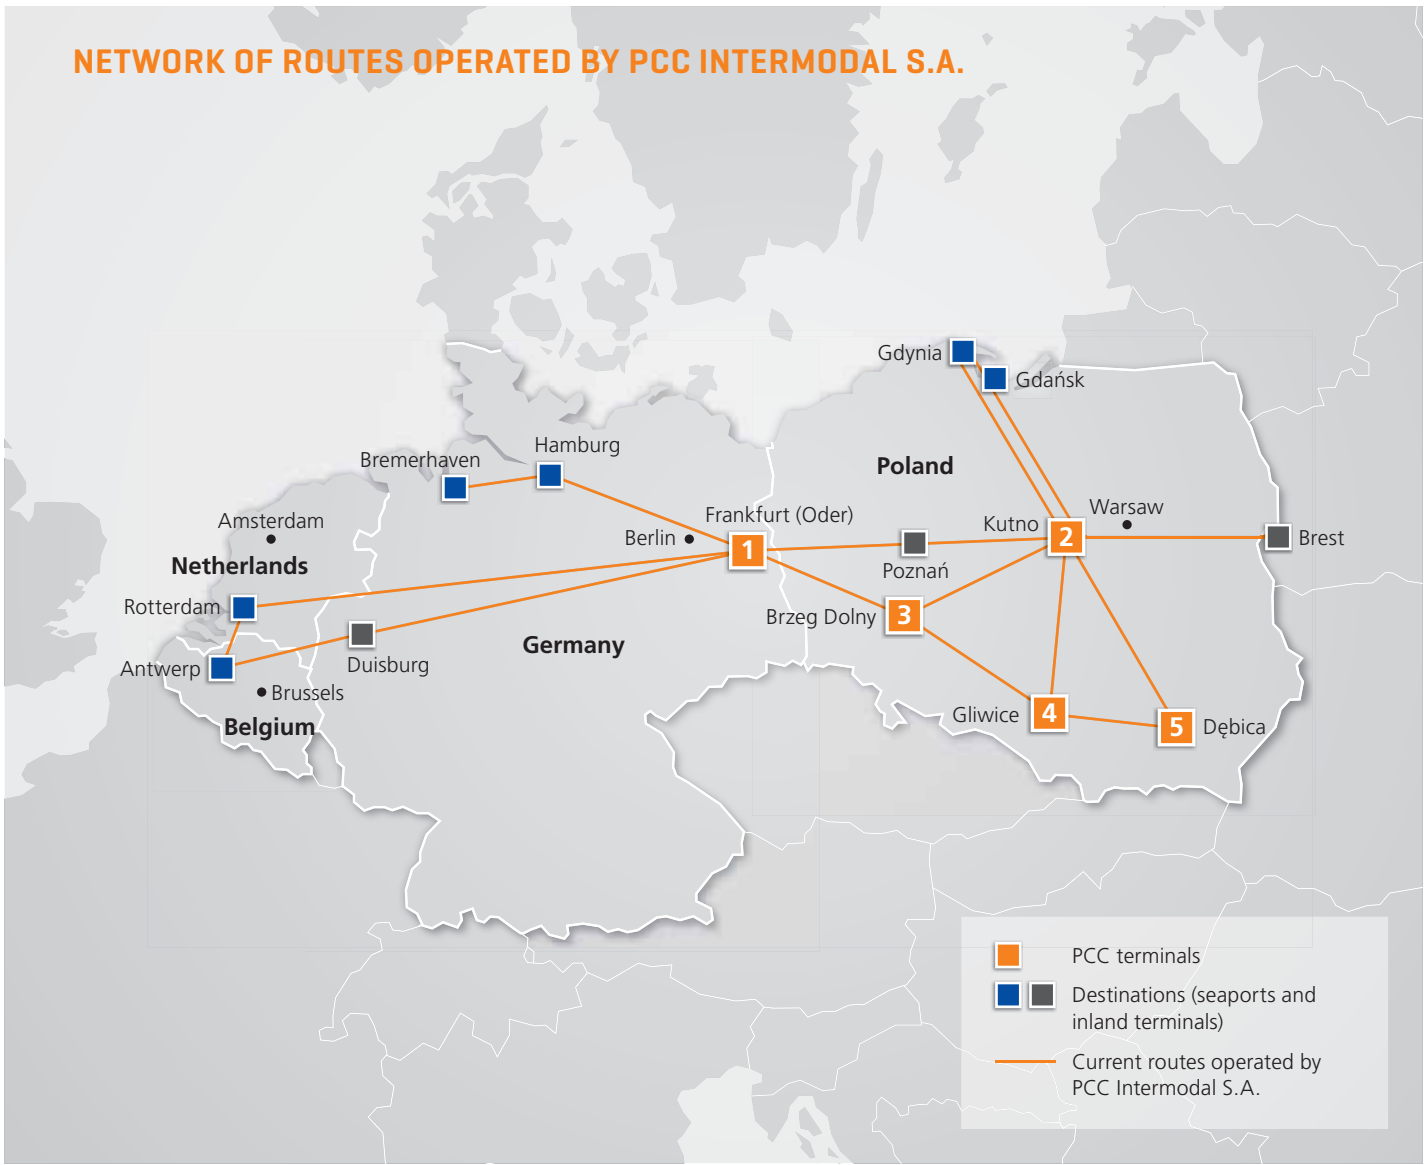 NETWORK OF ROUTES OPERATED BY PCC INTERMODAL S.A.
Gdynia
Gdańsk
Hamburg
Bremerhaven
Poland
Amsterdam
Frankfurt (Oder)
Warsaw
Kutno
Berlin
Brest
1
2
Netherlands
Poznań
Rotterdam
Brzeg Dolny
3
Germany
Antwerp
Duisburg
Brussels
Belgium
Gliwice
4
5
Dębica
PCC terminals
Destinations (seaports and
inland terminals)
Current routes operated by
PCC Intermodal S.A.